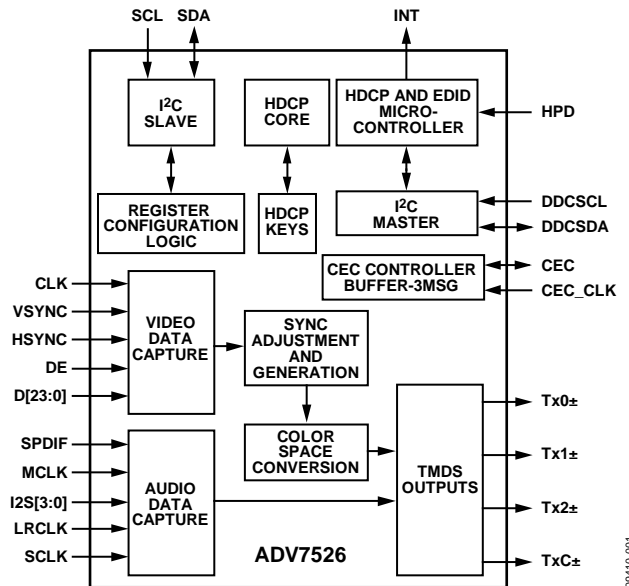 SCL SDA INT
I²C
SLAVE
HDCP
CORE
HDCP AND EDID
MICRO-
CONTROLLER
HPD
REGISTER
CONFIGURATION
LOGIC
HDCP
KEYS
I²C
MASTER
DDCSCL
DDCSDA
CEC CONTROLLER
BUFFER-3MSG
CEC
CEC_CLK
CLK
VSYNC
HSYNC
DE
D[23:0]
VIDEO
DATA
CAPTURE
SYNC
ADJUSTMENT
AND
GENERATION
COLOR
SPACE
CONVERSION
TMDS
OUTPUTS
Tx0±
Tx1±
Tx2±
TxC±
SPDIF
MCLK
I2S[3:0]
LRCLK
SCLK
AUDIO
DATA
CAPTURE
ADV7526